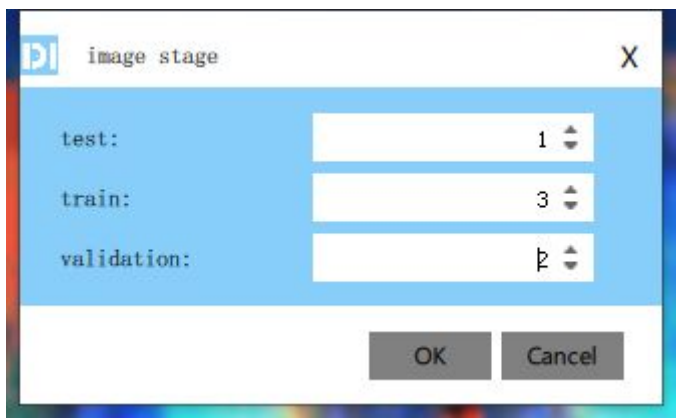 DI
image stage
X
test:
1
train:
3
validation:
2
OK
Cancel